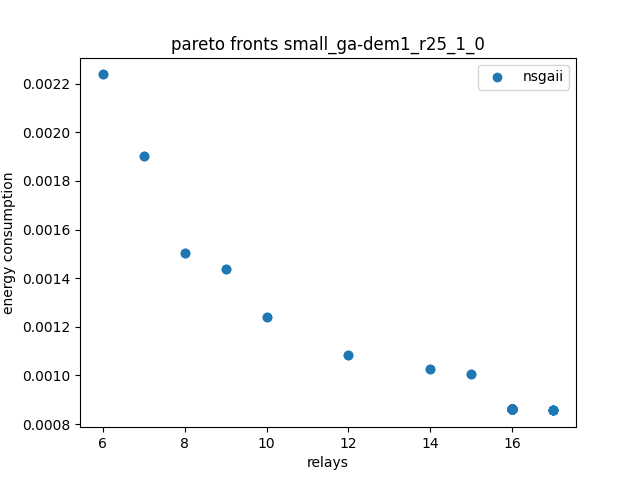 pareto fronts small_ga-dem1_r25_1_0
nsgaii
0.0022
0.0020
0.0018
0.0016
0.0014
0.0012
0.0010
0.0008
energy consumption
6 8 10 12 14 16
relays